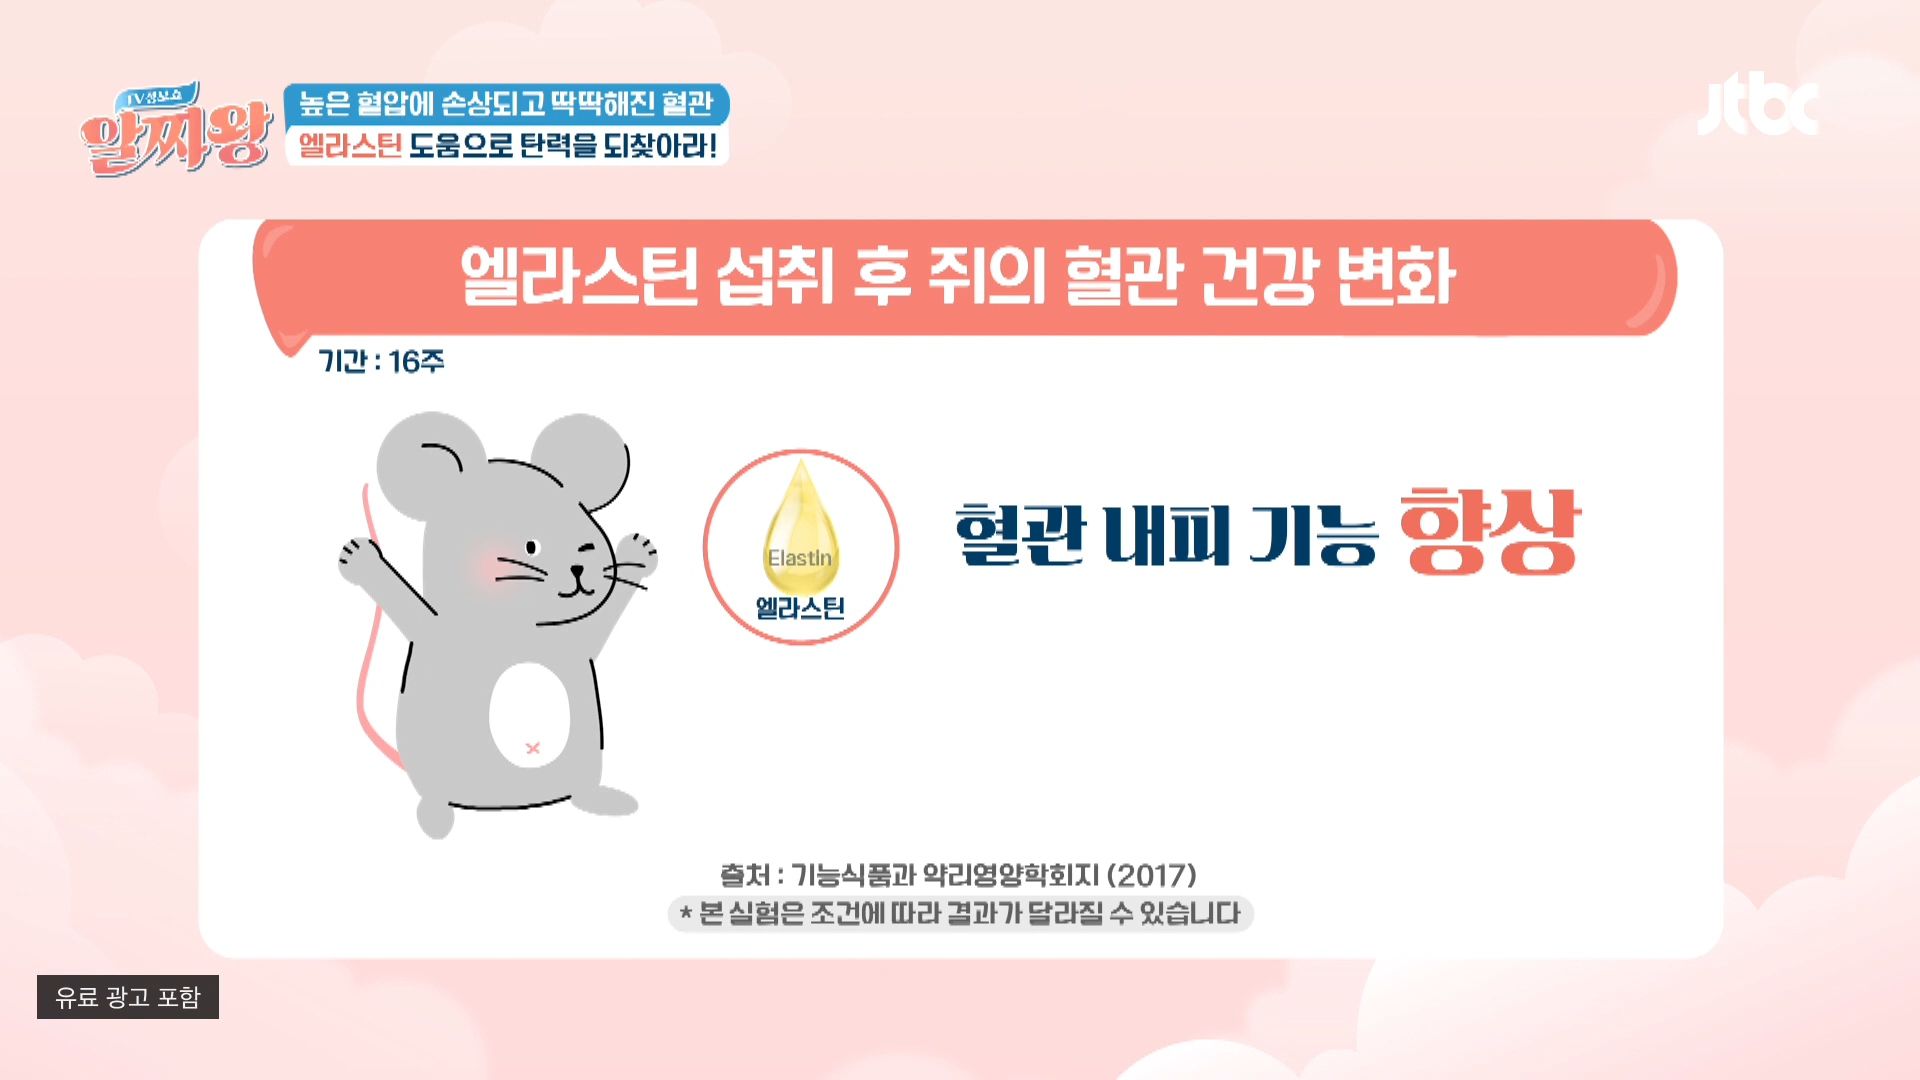 TV정보쇼
알짜왕
높은 혈압에 손상되고 딱딱해진 혈관
엘라스틴 도움으로 탄력을 되찾아라!
jtbc
엘라스틴 섭취 후 쥐의 혈관 건강 변화
기간 : 16주
Elastin
엘라스틴
혈관 내피 기능 향상
출처 : 기능식품과 약리영양학회지 (2017)
* 본 실험은 조건에 따라 결과가 달라질 수 있습니다
유료 광고 포함